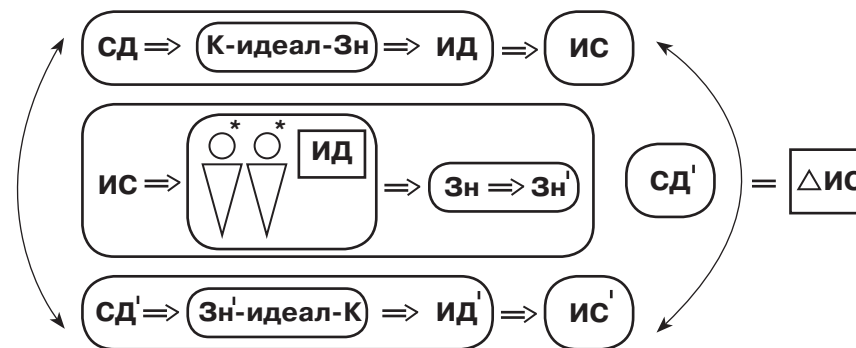 СД ⇒ К-идеал-Зн ⇒ ИД ⇒ ИС
* *
ИД
ИС ⇒ ⇒ Зн ⇒ Зн' СД' = △ИС
СД' ⇒ Зн'-идеал-К ⇒ ИД' ⇒ ИС'